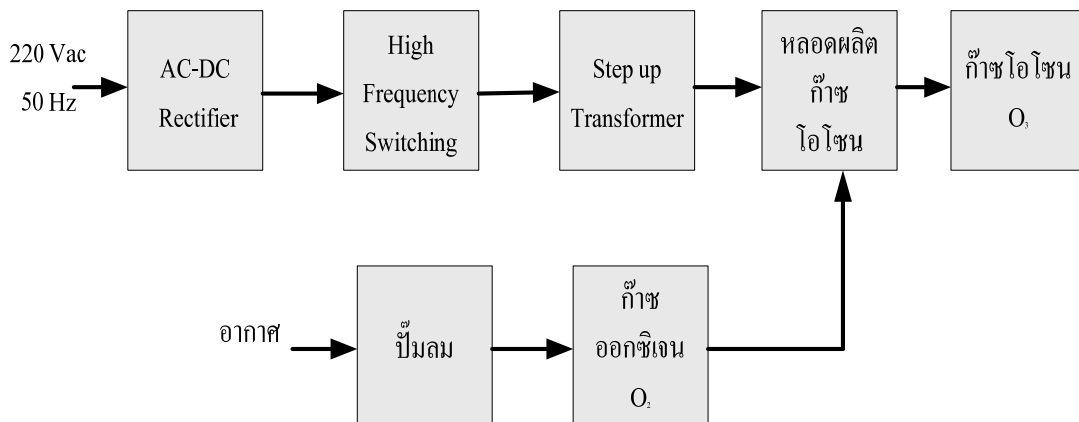 220 Vac
50 Hz
AC-DC
Rectifier
High
Frequency
Switching
Step up
Transformer
หลอดผลิต
ก๊าซ
โอโซน
ก๊าซโอโซน
O₃
อากาศ
ปั๊มลม
ก๊าซ
ออกซิเจน
O₂